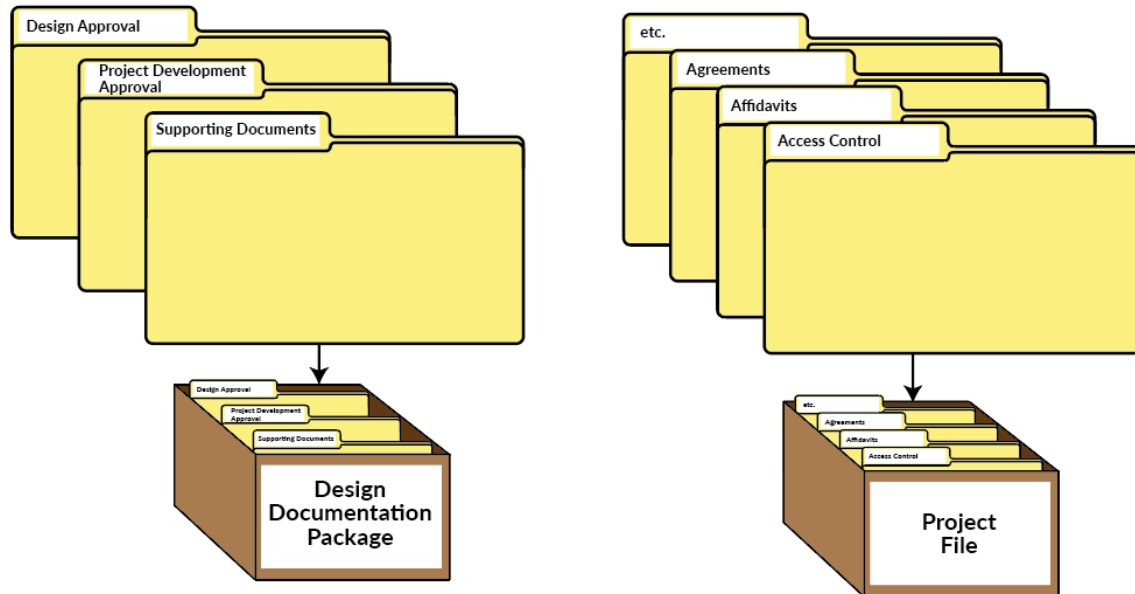 Design Approval
Project Development
Approval
Supporting Documents
etc.
Agreements
Affidavits
Access Control
Design Approval
Project Development
Approval
Supporting Documents
Design
Documentation
Package
etc.
Agreements
Affidavits
Access Control
Project
File